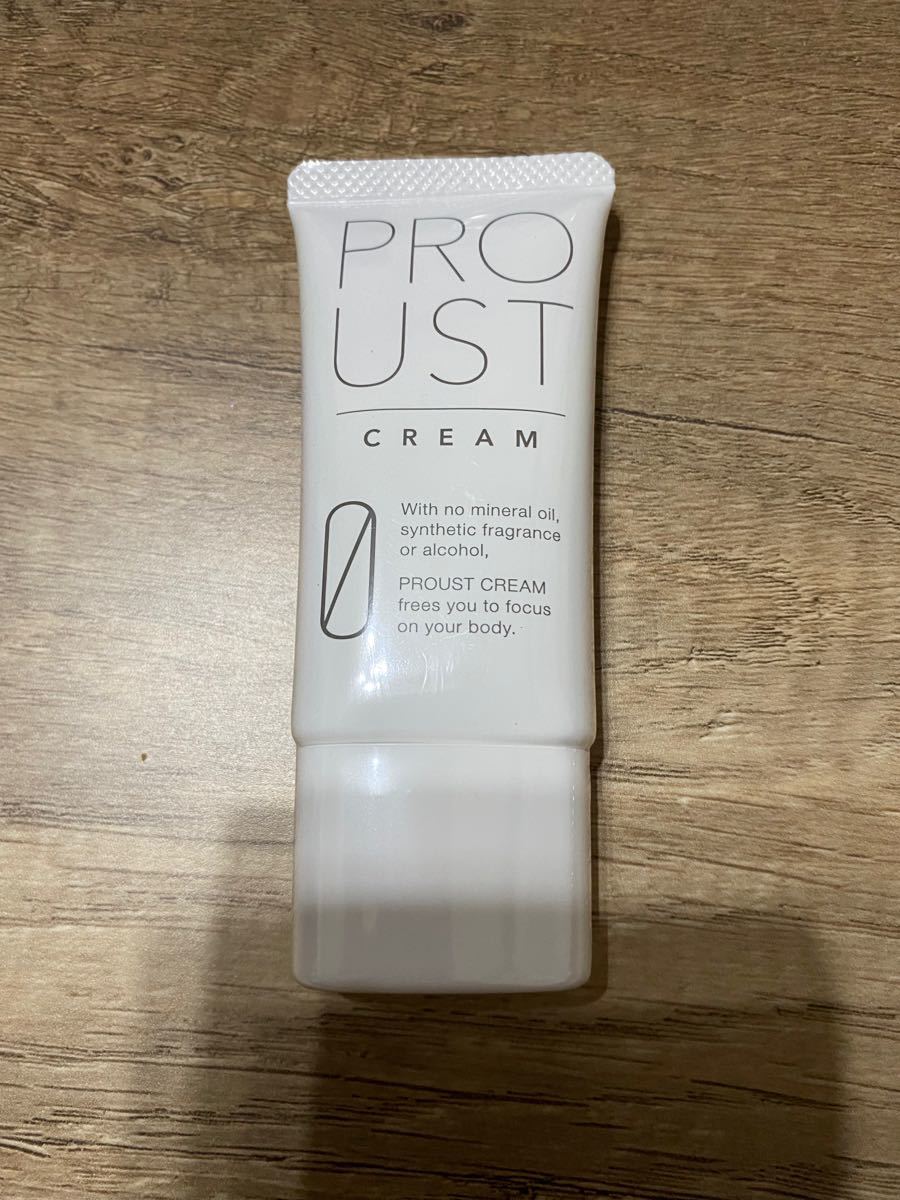 PRO
UST
CREAM
0
With no mineral oil,
synthetic fragrance
or alcohol,
PROUST CREAM
frees you to focus
on your body.